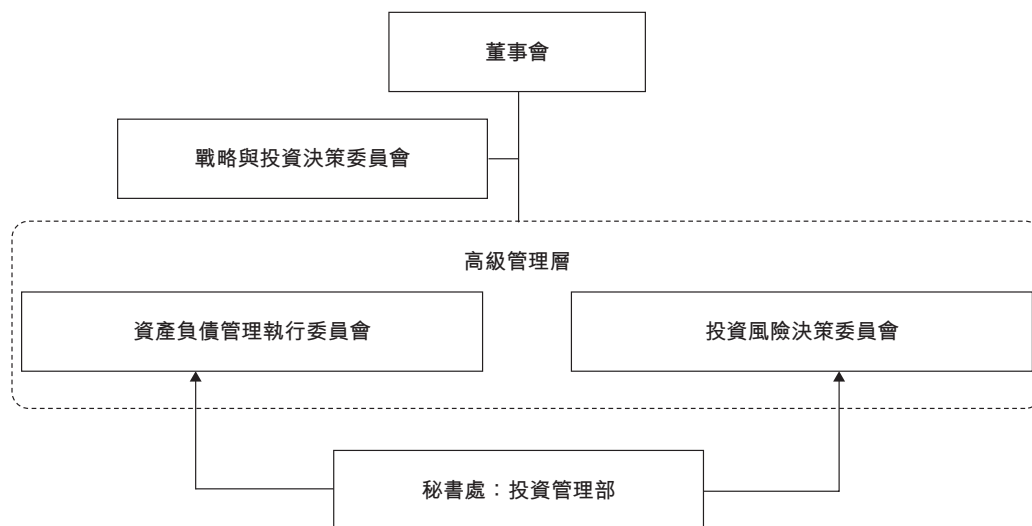 董事會
戰略與投資決策委員會
高級管理層
資產負債管理執行委員會
投資風險決策委員會
秘書處：投資管理部